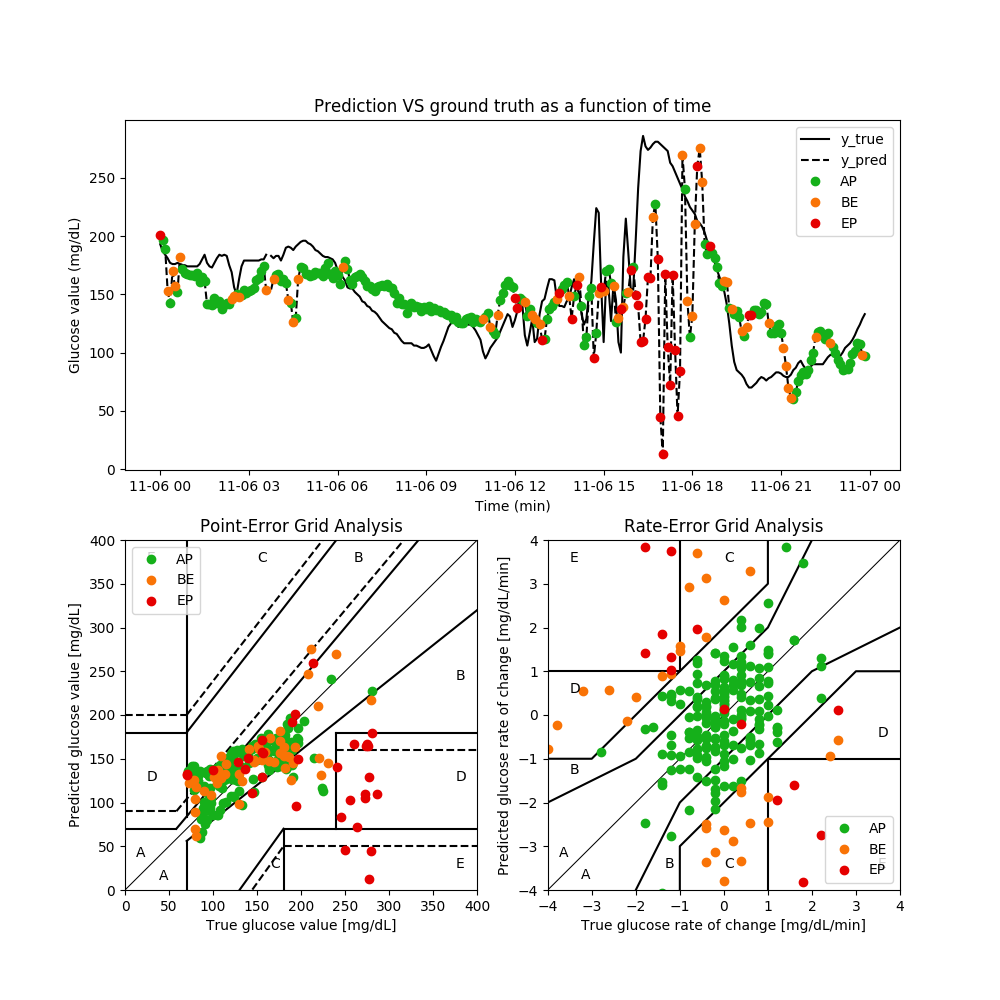 Prediction VS ground truth as a function of time
Glucose value (mg/dL)
250
200
150
100
50
0
y_true
y_pred
AP
BE
EP
11-06 00 11-06 03 11-06 06 11-06 09 11-06 12 11-06 15 11-06 18 11-06 21 11-07 00
Time (min)
Point-Error Grid Analysis
Predicted glucose value [mg/dL]
400
350
300
250
200
150
100
50
0
AP
BE
EP
C B
B
D D
A
A
C E
0 50 100 150 200 250 300 350 400
True glucose value [mg/dL]
Rate-Error Grid Analysis
Predicted glucose rate of change [mg/dL/min]
4
3
2
1
0
−1
−2
−3
−4
E C
D
D
B
A
A
B C
AP
BE
EP
−4 −3 −2 −1 0 1 2 3 4
True glucose rate of change [mg/dL/min]